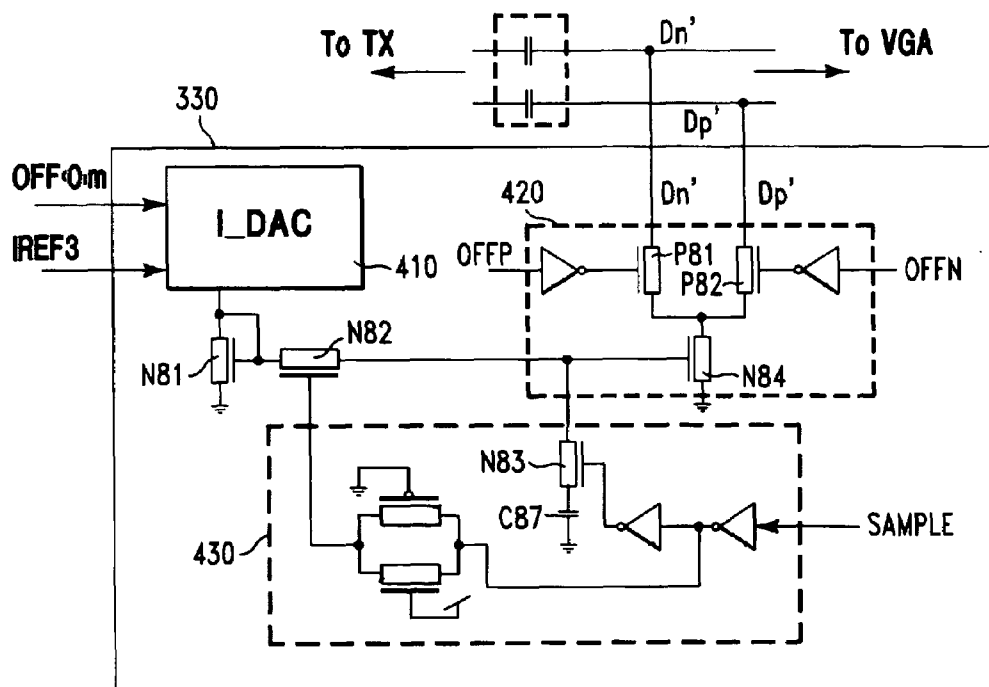 To TX
Dn'
To VGA
Dp'
330
OFF‹0›m
I_DAC
IREF3
410
420
Dn'
Dp'
OFFP
P81
P82
OFFN
N82
N81
N84
N83
C87
SAMPLE
430